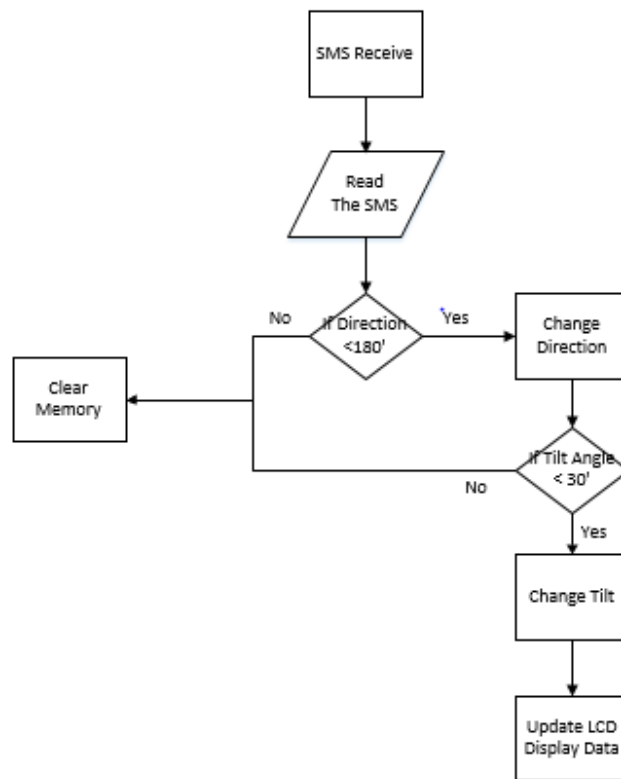 SMS Receive
Read
The SMS
If Direction
<180'
No
Yes
Change
Direction
Clear
Memory
If Tilt Angle
< 30'
No
Yes
Change Tilt
Update LCD
Display Data